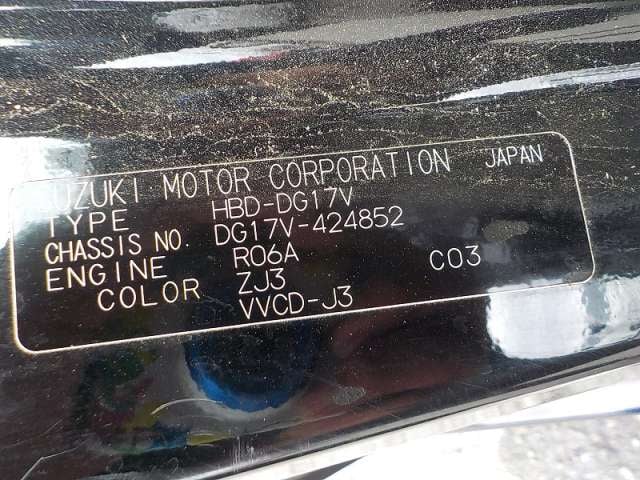 SUZUKI MOTOR CORPORATION JAPAN
TYPE HBD-DG17V
CHASSIS NO. DG17V-424852
ENGINE R06A C03
COLOR ZJ3
VVCD-J3